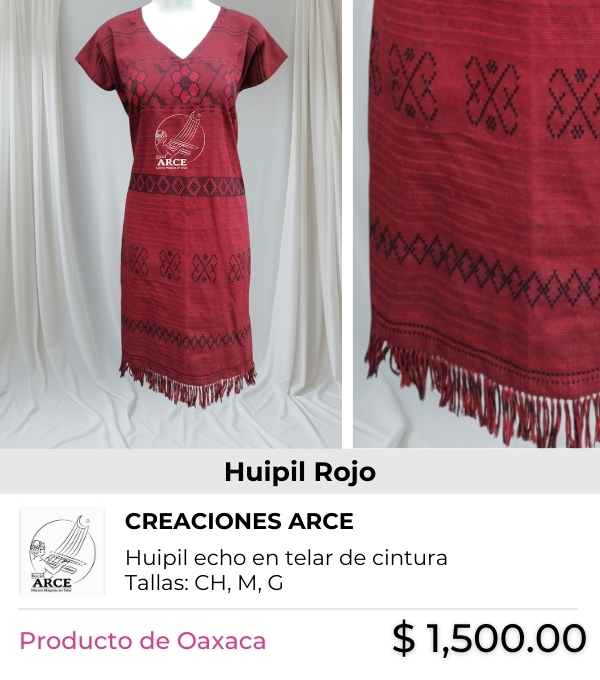 ARCE
Huipil Rojo
CREACIONES ARCE
Huipil echo en telar de cintura
Tallas: CH, M, G
ARCE
Producto de Oaxaca
$ 1,500.00